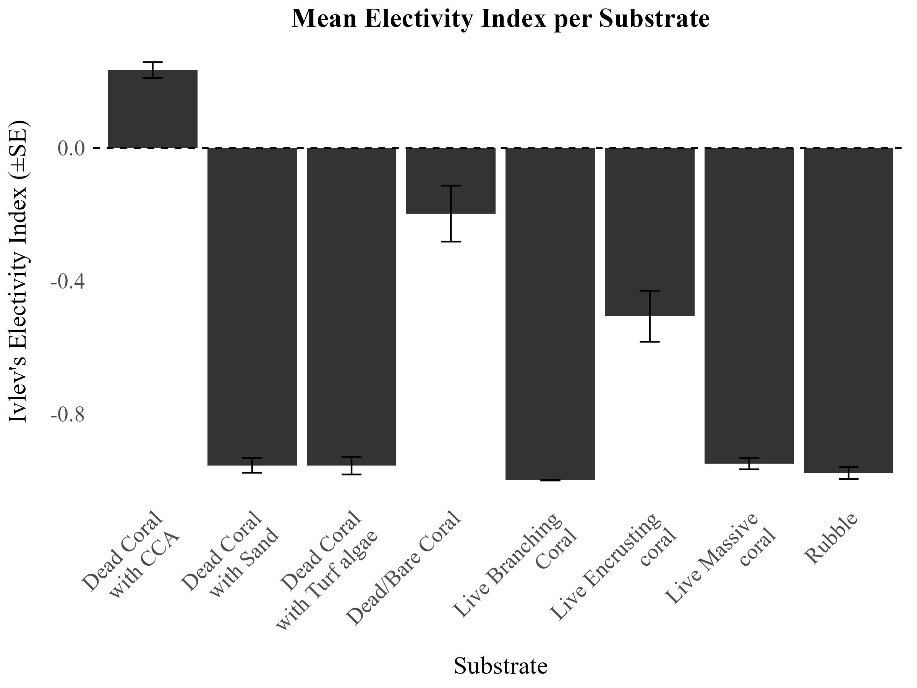 Mean Electivity Index per Substrate
Ivlev's Electivity Index (±SE)
0.0
-0.4
-0.8
Dead Coral
with CCA
Dead Coral
with Sand
Dead Coral
with Turf algae
Dead/Bare Coral
Live Branching
Coral
Live Encrusting
coral
Live Massive
coral
Rubble
Substrate